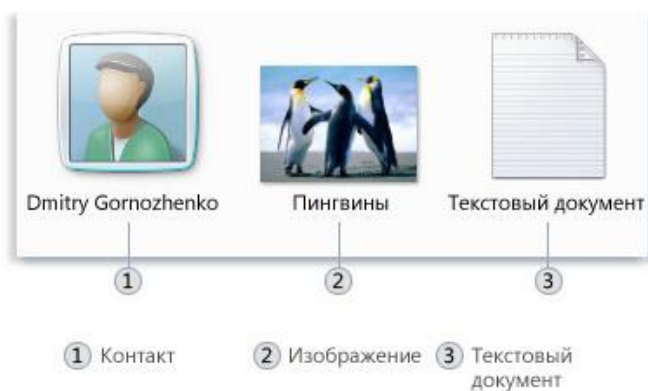 Dmitry Gornozhenko Пингвины Текстовый документ
1 2 3
1 Контакт 2 Изображение 3 Текстовый
документ